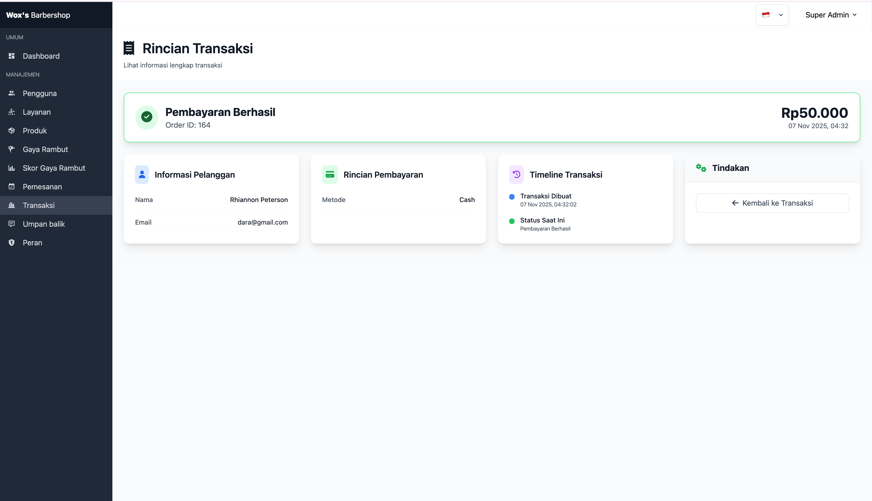 Wox's Barbershop
Super Admin
UMUM
Dashboard
MANAJEMEN
Pengguna
Layanan
Produk
Gaya Rambut
Skor Gaya Rambut
Pemesanan
Transaksi
Umpan balik
Peran
Rincian Transaksi
Lihat informasi lengkap transaksi
Pembayaran Berhasil
Order ID: 164
Rp50.000
07 Nov 2025, 04:32
Informasi Pelanggan
Nama Rhiannon Peterson
Email dara@gmail.com
Rincian Pembayaran
Metode Cash
Timeline Transaksi
Transaksi Dibuat
07 Nov 2025, 04:32:02
Status Saat Ini
Pembayaran Berhasil
Tindakan
Kembali ke Transaksi